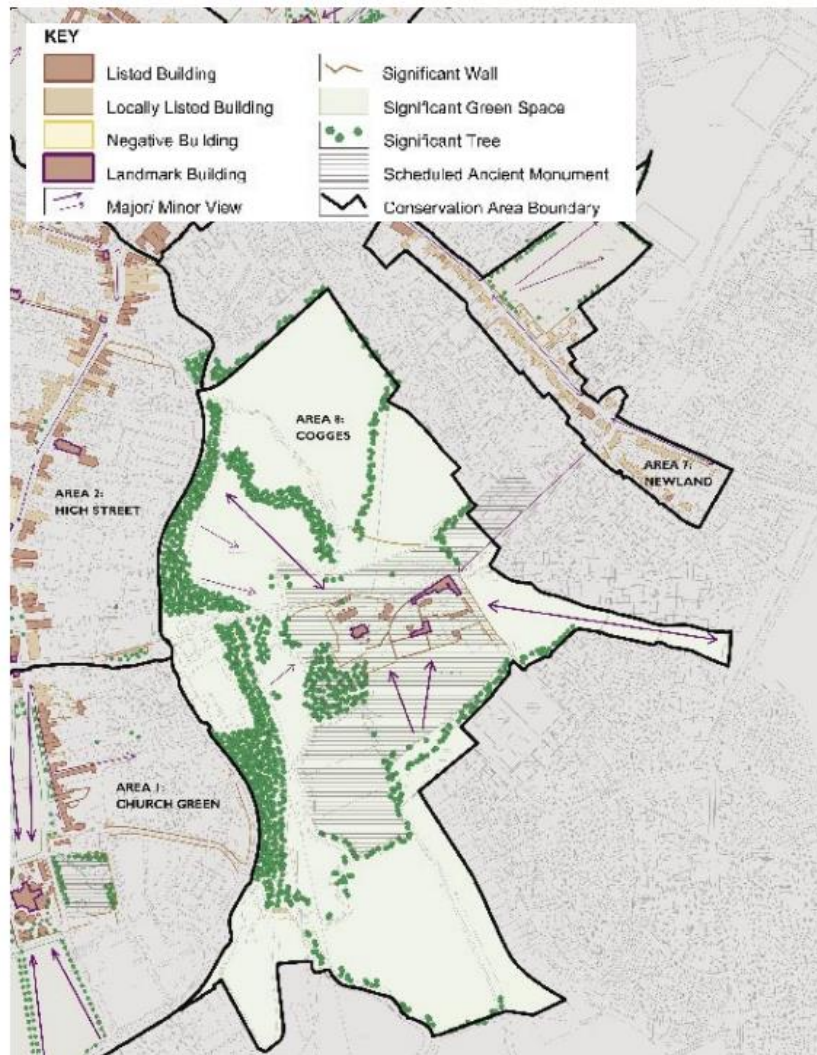 KEY
Listed Building
Locally Listed Building
Negative Building
Landmark Building
Major/ Minor View
Significant Wall
Significant Green Space
Significant Tree
Scheduled Ancient Monument
Conservation Area Boundary
AREA 8:
COGGES
AREA 7:
NEWLAND
AREA 2:
HIGH STREET
AREA 1:
CHURCH GREEN